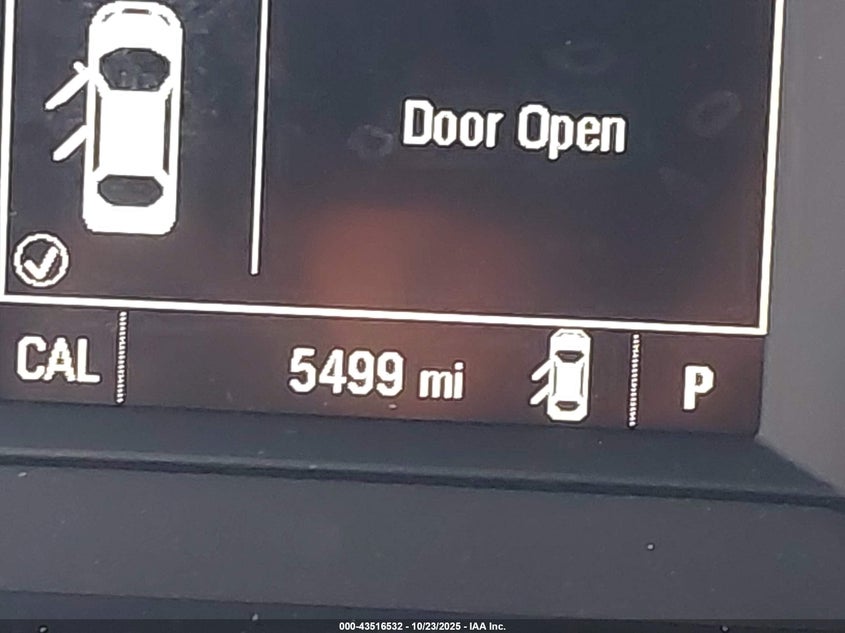 Door Open
CAL 5499 mi P
000-43516532 - 10/23/2025 - IAA Inc.